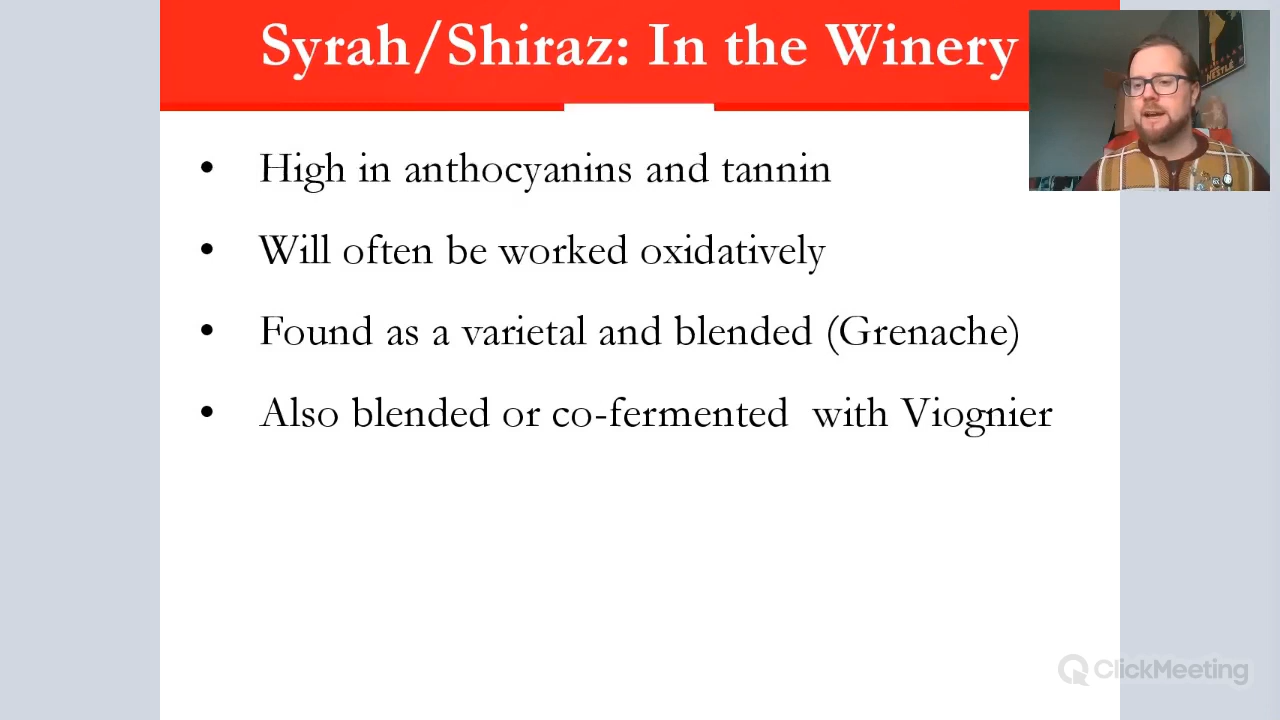 Syrah/Shiraz: In the Winery
NESTLÉ
• High in anthocyanins and tannin
• Will often be worked oxidatively
• Found as a varietal and blended (Grenache)
• Also blended or co-fermented  with Viognier
ClickMeeting